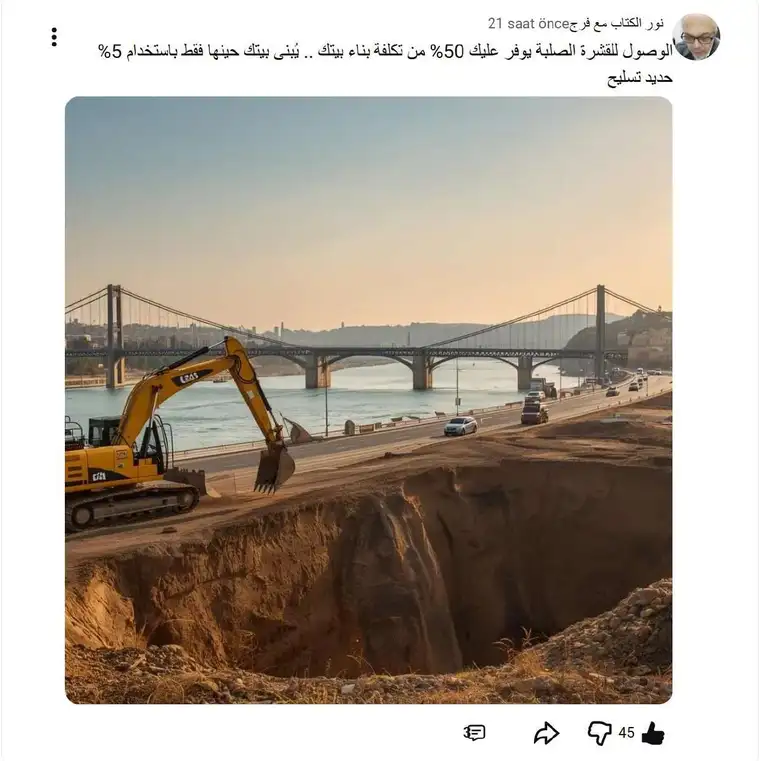 نور الكتاب مع فرج 21 saat önce
الوصول للقشرة الصلبة يوفر عليك 50% من تكلفة بناء بيتك .. يُبنى بيتك حينها فقط باستخدام 5%
حديد تسليح
45
3